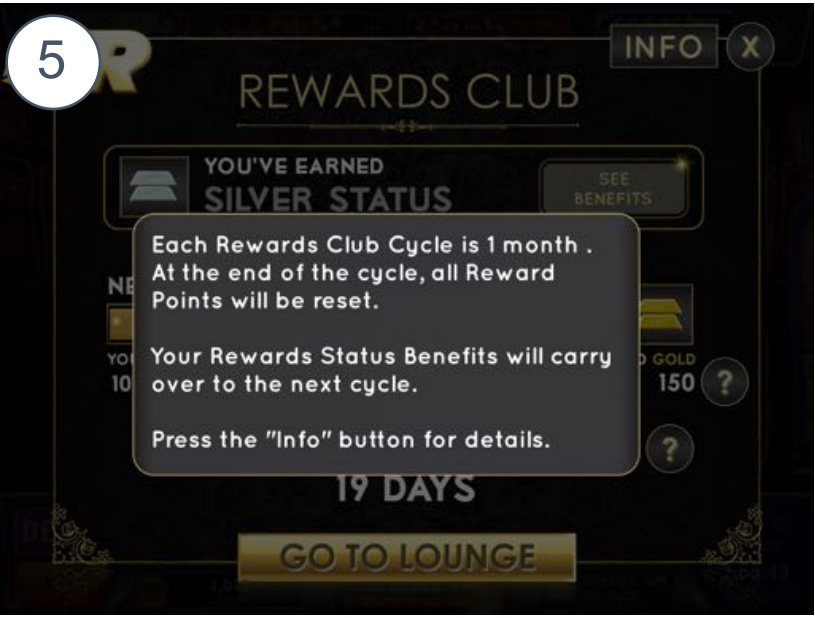 5
R
INFO X
REWARDS CLUB
YOU'VE EARNED
SILVER STATUS
SEE
BENEFITS
Each Rewards Club Cycle is 1 month .
At the end of the cycle, all Reward
Points will be reset.
Your Rewards Status Benefits will carry
over to the next cycle.
Press the "Info" button for details.
GOLD
10
150 ?
?
19 DAYS
GO TO LOUNGE